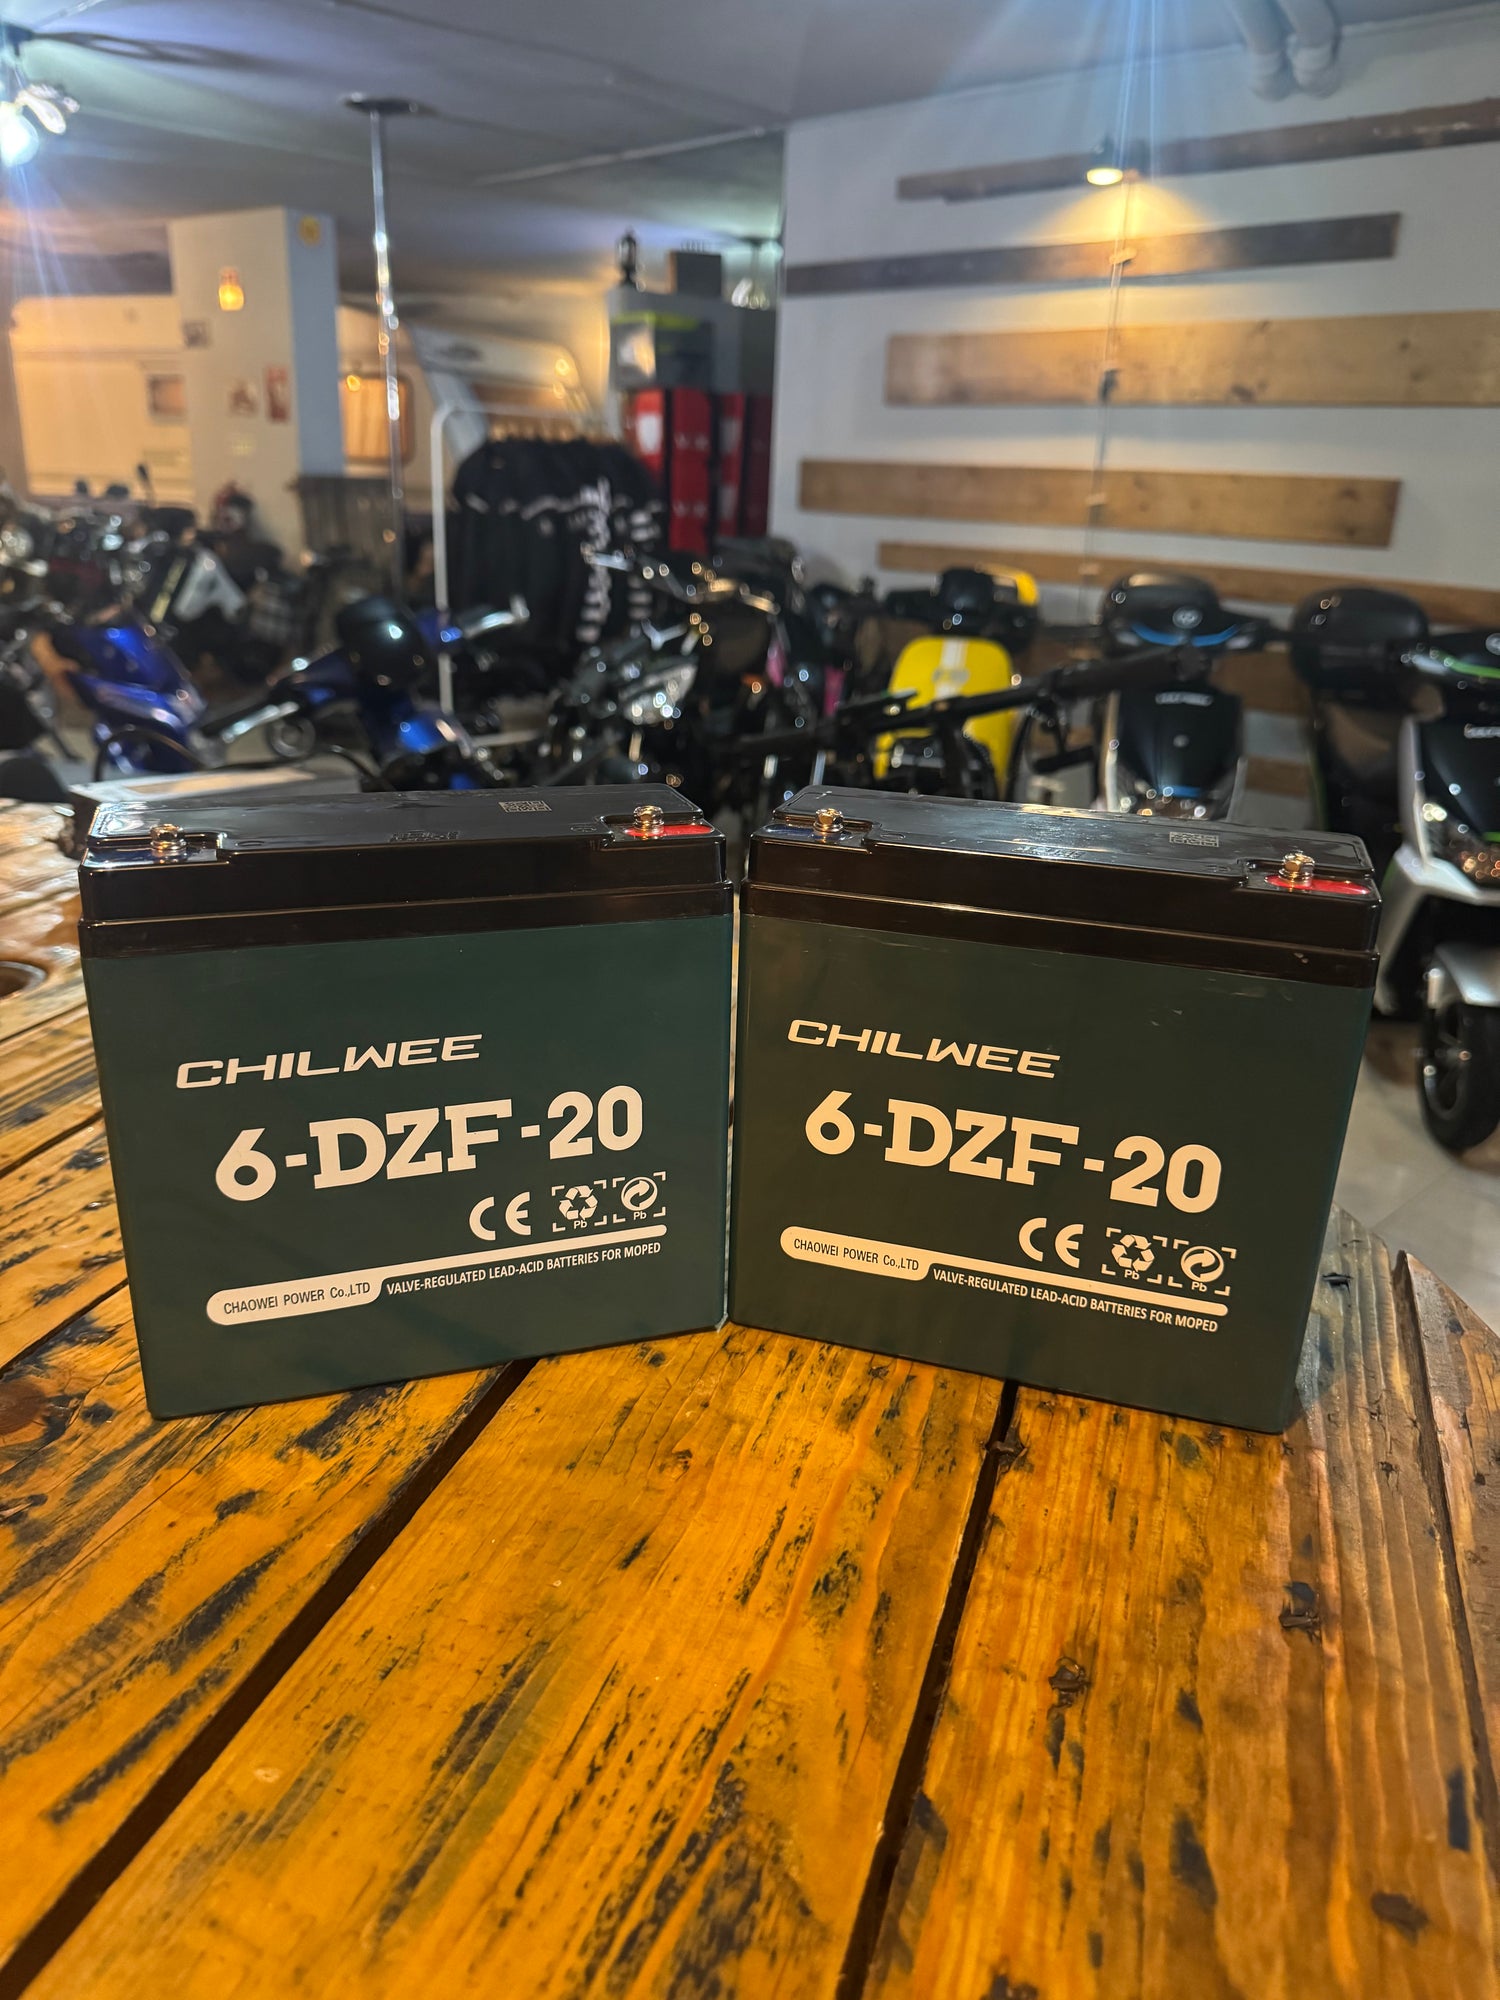 CHILWEE
6-DZF-20
CE
Pb
Pb
CHAOWEI POWER Co.,LTD
VALVE-REGULATED LEAD-ACID BATTERIES FOR MOPED
CHILWEE
6-DZF-20
CE
Pb
Pb
CHAOWEI POWER Co.,LTD
VALVE-REGULATED LEAD-ACID BATTERIES FOR MOPED